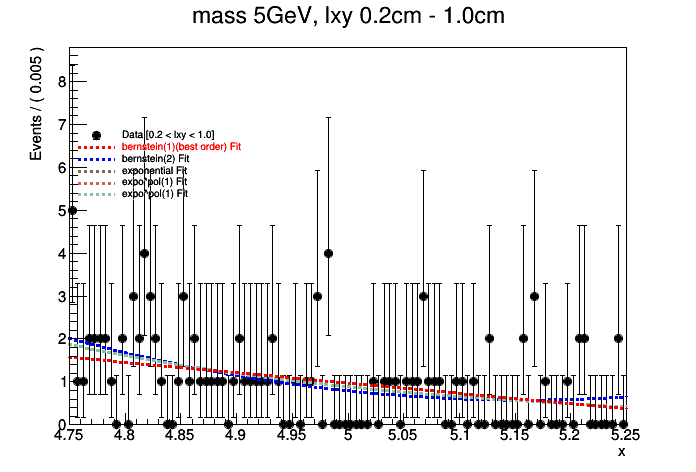 mass 5GeV, lxy 0.2cm - 1.0cm
Events / ( 0.005 )
8
7
6
5
4
3
2
1
0
Data [0.2 < lxy < 1.0]
bernstein(1)(best order) Fit
bernstein(2) Fit
exponential Fit
expo*pol(1) Fit
expo*pol(1) Fit
4.75 4.8 4.85 4.9 4.95 5 5.05 5.1 5.15 5.2 5.25
x